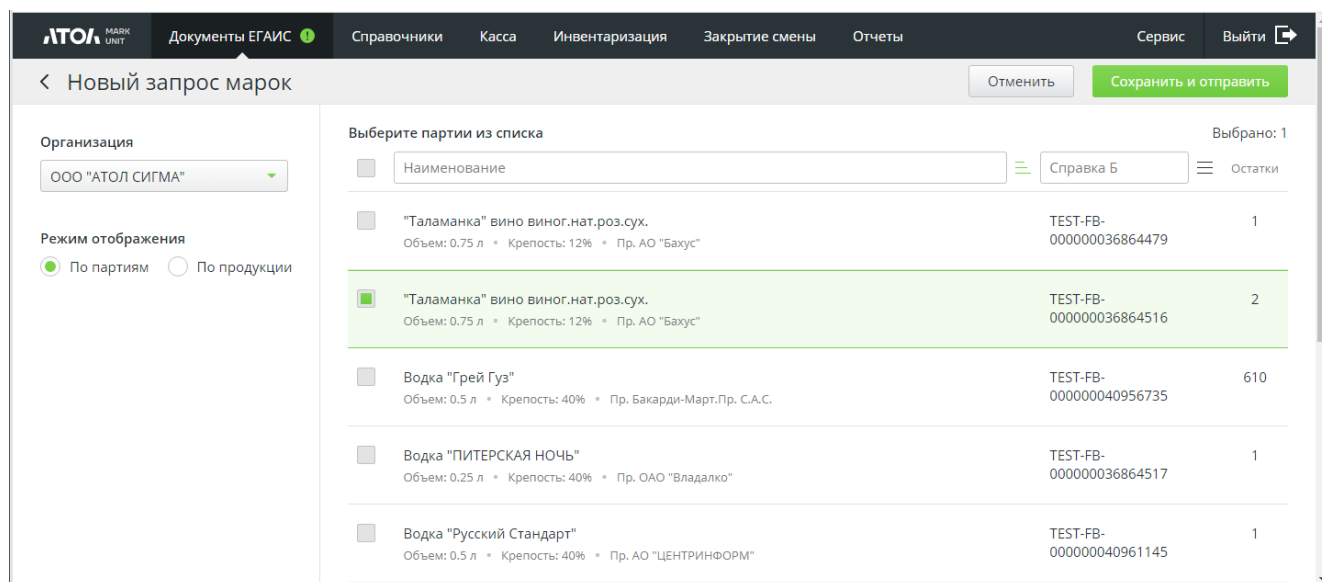 АТОЛ MARK UNIT Документы ЕГАИС ! Справочники Касса Инвентаризация Закрытие смены Отчеты Сервис Выйти
Новый запрос марок Отменить Сохранить и отправить
Организация
ООО "АТОЛ СИГМА"
Режим отображения
По партиям По продукции
Выберите партии из списка Выбрано: 1
Наименование Справка Б Остатки
"Таламанка" вино виног.нат.роз.сух. TEST-FB- 1
Объем: 0.75 л • Крепость: 12% • Пр. АО "Бахус" 000000036864479
"Таламанка" вино виног.нат.роз.сух. TEST-FB- 2
Объем: 0.75 л • Крепость: 12% • Пр. АО "Бахус" 000000036864516
Водка "Грей Гуз" TEST-FB- 610
Объем: 0.5 л • Крепость: 40% • Пр. Бакарди-Март.Пр. С.А.С. 000000040956735
Водка "ПИТЕРСКАЯ НОЧЬ" TEST-FB- 1
Объем: 0.25 л • Крепость: 40% • Пр. ОАО "Владалко" 000000036864517
Водка "Русский Стандарт" TEST-FB- 1
Объем: 0.5 л • Крепость: 40% • Пр. АО "ЦЕНТРИНФОРМ" 000000040961145